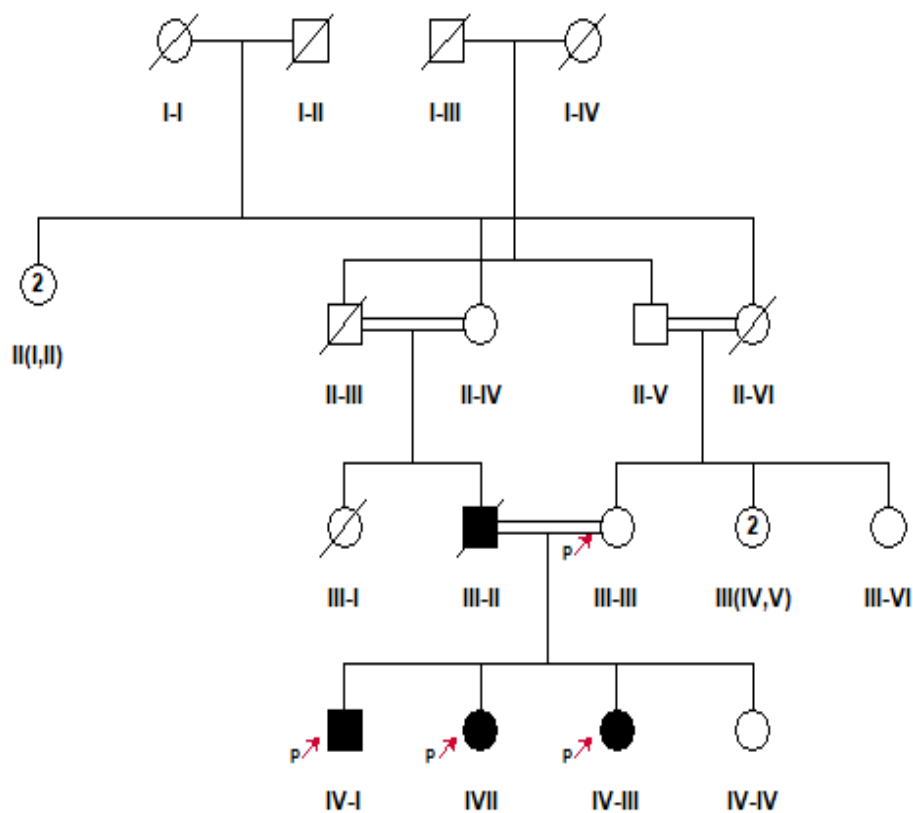 I-I I-II I-III I-IV
2
II(I,II)
II-III II-IV II-V II-VI
2
P
III-I III-II III-III III(IV,V) III-VI
P P P
IV-I IVII IV-III IV-IV